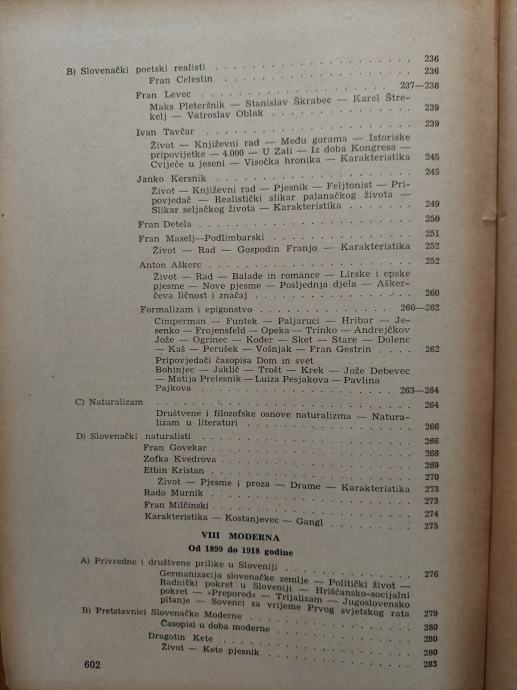 B) Slovenački poetski realisti . . . 236
Fran Celestin . . . 236
Fran Levec . . . 237—238
Maks Pleteršnik — Stanislav Škrabec — Karel Štre-
kelj — Vatroslav Oblak . . . 239
Ivan Tavčar . . . 239
Život — Književni rad — Među gorama — Istoriske
pripovijetke — 4.000 — U Zali — Iz doba Kongresa —
Cvijeće u jeseni — Visočka hronika — Karakteristika 245
Janko Kersnik . . . 245
Život — Književni rad — Pjesnik — Feljtonist — Pri-
povjedač — Realistički slikar palanačkog života —
Slikar seljačkog života — Karakteristika . . . 249
Fran Detela . . . 250
Fran Maselj—Podlimbarski . . . 251
Život — Rad — Gospodin Franjo — Karakteristika 252
Anton Aškerc . . . 252
Život — Rad — Balade in romance — Lirske i epske
pjesme — Nove pjesme — Posljednja djela — Ašker-
čeva ličnost i značaj . . . 260
Formalizam i epigonstvo . . . 260—262
Cimperman — Funtek — Paljaruci — Hribar — Je-
senko — Frojensfeld — Opeka — Trinko — Andrejčkov
Jože — Ogrinec — Koder — Sket — Stare — Dolenc
— Kaš — Perušek — Vošnjak — Fran Gestrin . . . 262
Pripovjedači časopisa Dom in svet
Bohinjec — Jaklič — Trošt — Krek — Jože Debevec
— Matija Prelesnik — Luiza Pesjakova — Pavlina
Pajkova . . . 263—264
C) Naturalizam . . . 264
Društvene i filozofske osnove naturalizma — Natura-
lizam u literaturi . . . 266
D) Slovenački naturalisti . . . 266
Fran Govekar . . . 268
Zofka Kvedrova . . . 269
Etbin Kristan . . . 270
Život — Pjesme i proza — Drame — Karakteristika 273
Rado Murnik . . . 273
Fran Milčinski . . . 274
Karakteristika — Kostanjevec — Gangl . . . 275
VIII MODERNA
Od 1899 do 1918 godine
A) Privredne i društvene prilike u Sloveniji . . . 276
Germanizacija slovenačke zemlje — Politički život —
Radnički pokret u Sloveniji — Hrišćansko-socijalni
pokret — »Preporod« — Trijalizam — Jugoslovensko
pitanje — Sovenci za vrijeme Prvog svjetskog rata 279
B) Pretstavnici Slovenačke Moderne . . . 280
Časopisi u doba moderne . . . 280
Dragotin Kete . . . 280
Život — Kete pjesnik . . . 283
602